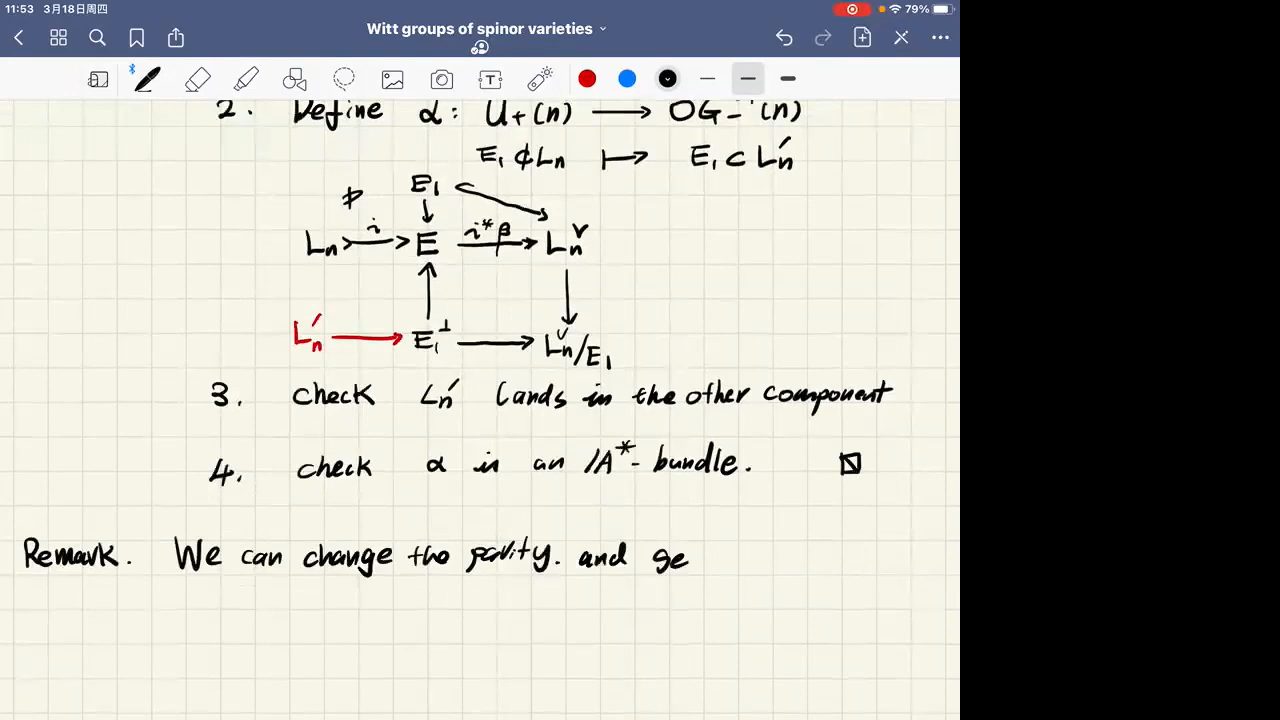 11:53 3月18日周四
79%
Witt groups of spinor varieties
T
2. Define α: U₊(n) ⟶ OG₋ (n)
E₁ ⊄ Lₙ ⟼ E₁ ⊂ Lₙ′
E₁
i i*β
Lₙ E Lₙ^∨
Lₙ′ E₁^⊥ Lₙ^∨/E₁
3. check Lₙ′ lands in the other component
4. check α is an /A*-bundle.
Remark. We can change the parity. and ge